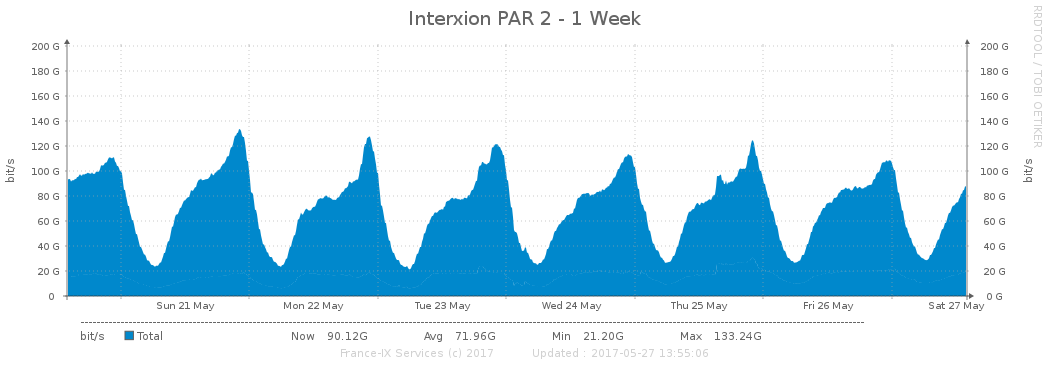 Interxion PAR 2 - 1 Week
RRDTOOL / TOBI OETIKER
bit/s
bit/s
200 G 200 G
180 G 180 G
160 G 160 G
140 G 140 G
120 G 120 G
100 G 100 G
80 G 80 G
60 G 60 G
40 G 40 G
20 G 20 G
0 0 G
Sun 21 May Mon 22 May Tue 23 May Wed 24 May Thu 25 May Fri 26 May Sat 27 May
bit/s Total Now 90.12G Avg 71.96G Min 21.20G Max 133.24G
France-IX Services (c) 2017 Updated : 2017-05-27 13:55:06